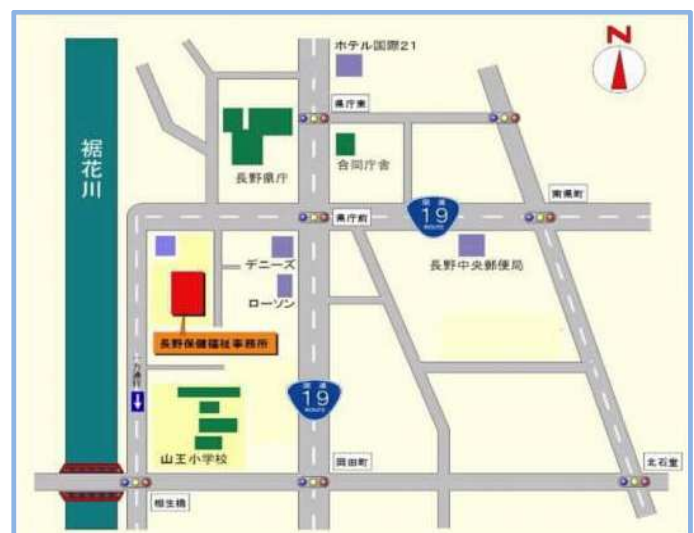 ホテル国際21
N
県庁東
裾花川
長野県庁
合同庁舎
南県町
県庁前
国道
19
ROUTE
デニーズ
長野中央郵便局
ローソン
長野保健福祉事務所
一方通行
国道
19
ROUTE
山王小学校
岡田町
北石堂
相生橋